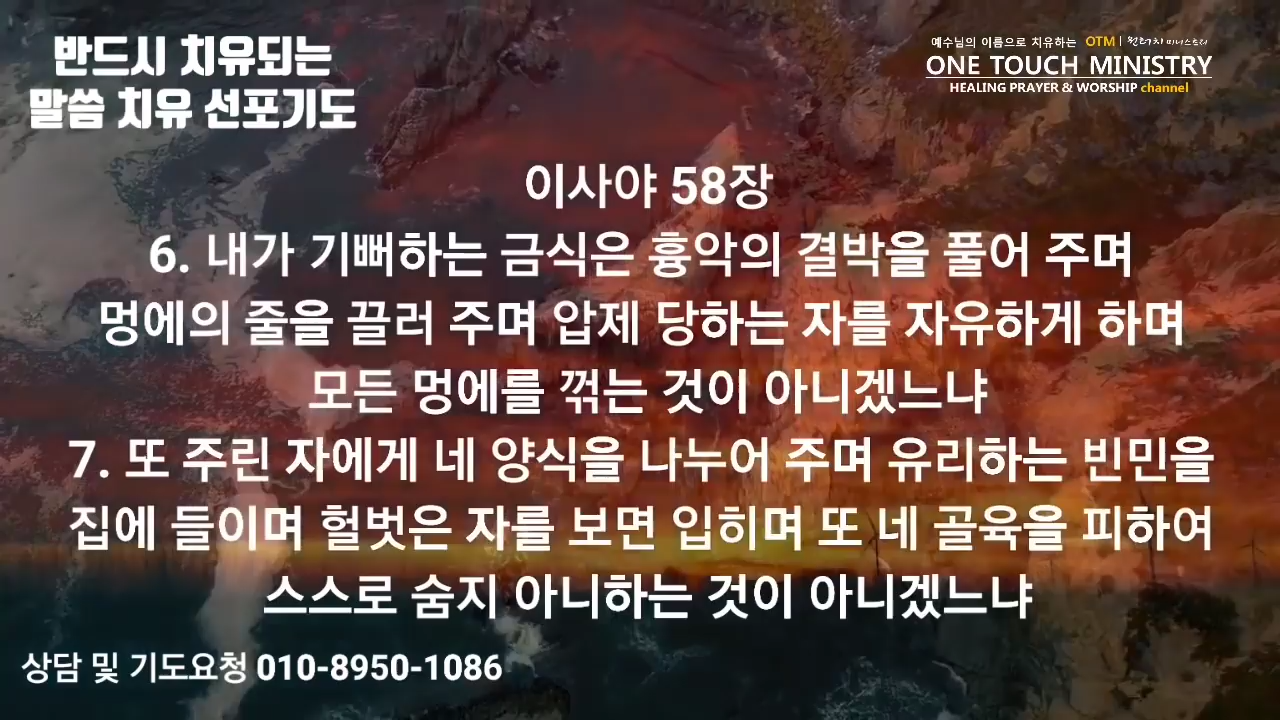 반드시 치유되는
말씀 치유 선포기도
예수님의 이름으로 치유하는 OTM | 원터치 미니스트리
ONE TOUCH MINISTRY
HEALING PRAYER & WORSHIP channel
이사야 58장
6. 내가 기뻐하는 금식은 흉악의 결박을 풀어 주며
멍에의 줄을 끌러 주며 압제 당하는 자를 자유하게 하며
모든 멍에를 꺾는 것이 아니겠느냐
7. 또 주린 자에게 네 양식을 나누어 주며 유리하는 빈민을
집에 들이며 헐벗은 자를 보면 입히며 또 네 골육을 피하여
스스로 숨지 아니하는 것이 아니겠느냐
상담 및 기도요청 010-8950-1086